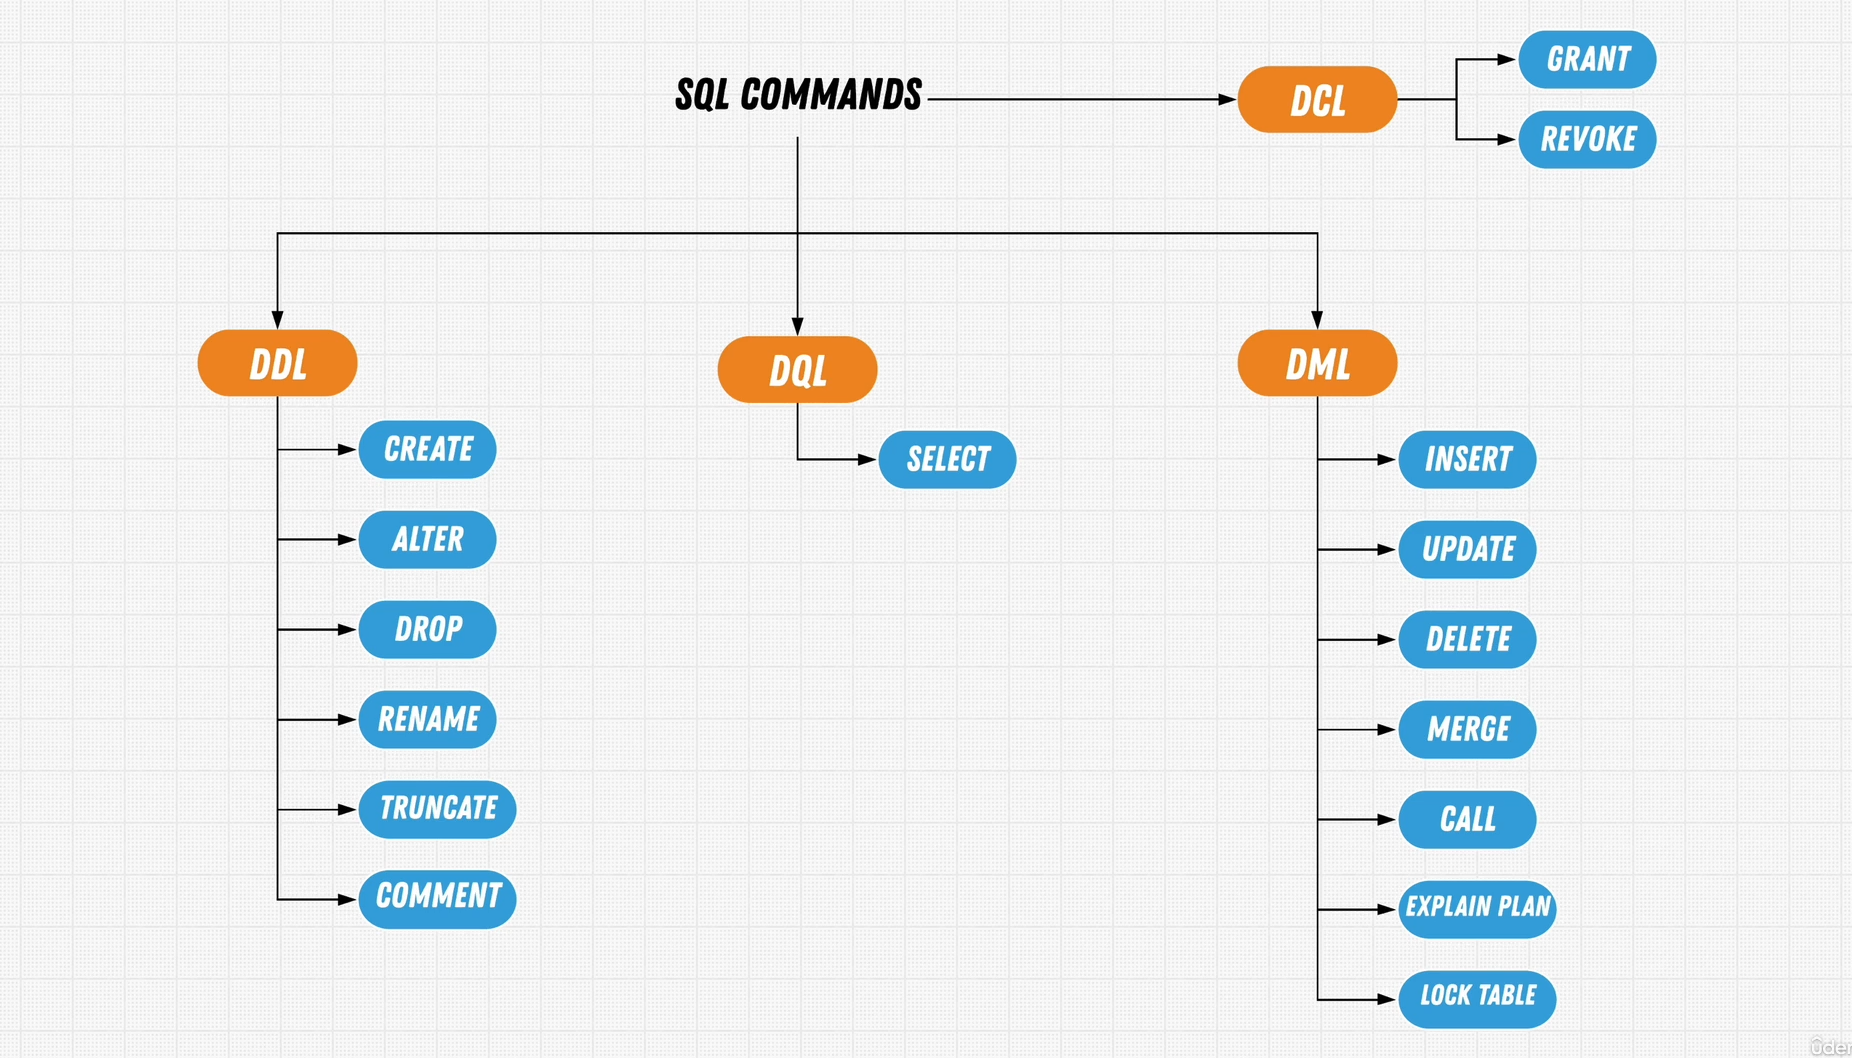 SQL COMMANDS
DCL
GRANT
REVOKE
DDL
CREATE
ALTER
DROP
RENAME
TRUNCATE
COMMENT
DQL
SELECT
DML
INSERT
UPDATE
DELETE
MERGE
CALL
EXPLAIN PLAN
LOCK TABLE